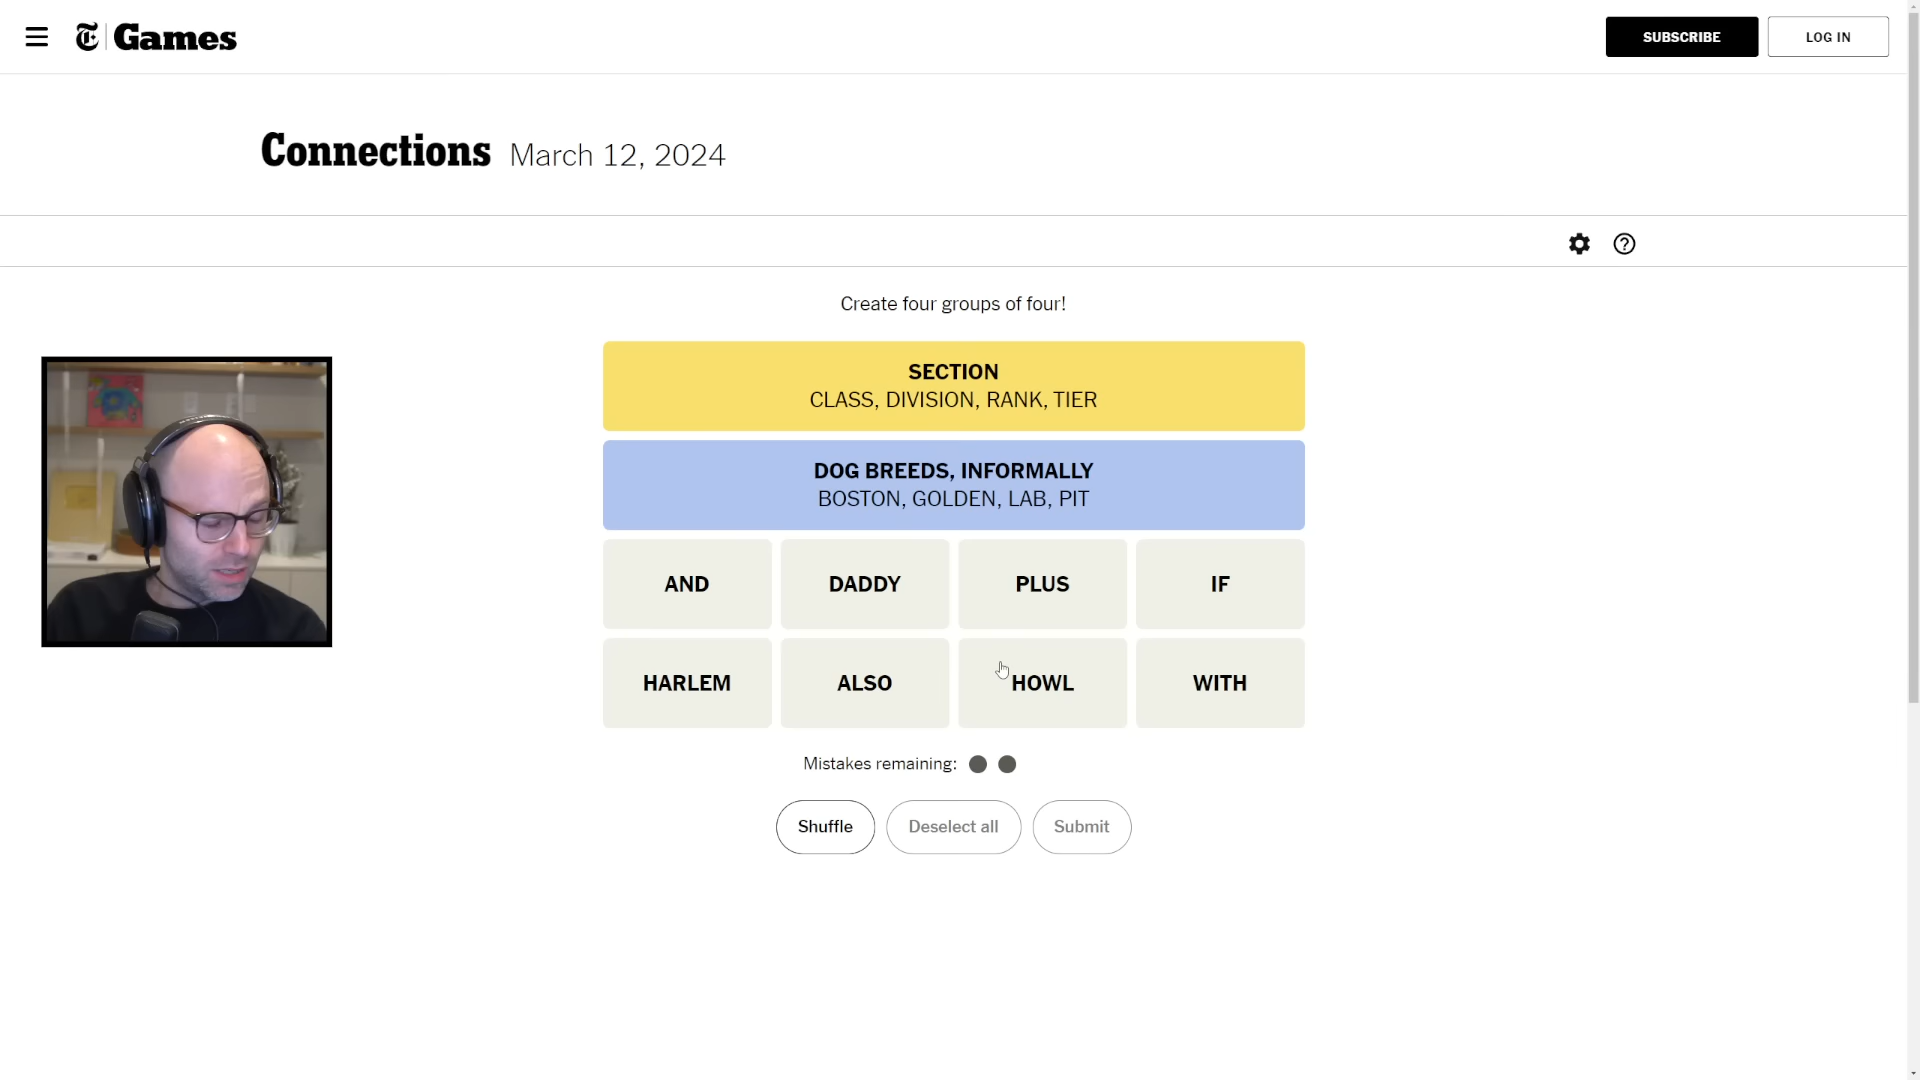 Games
SUBSCRIBE
LOG IN
Connections March 12, 2024
Create four groups of four!
SECTION
CLASS, DIVISION, RANK, TIER
DOG BREEDS, INFORMALLY
BOSTON, GOLDEN, LAB, PIT
AND DADDY PLUS IF
HARLEM ALSO HOWL WITH
Mistakes remaining:
Shuffle Deselect all Submit